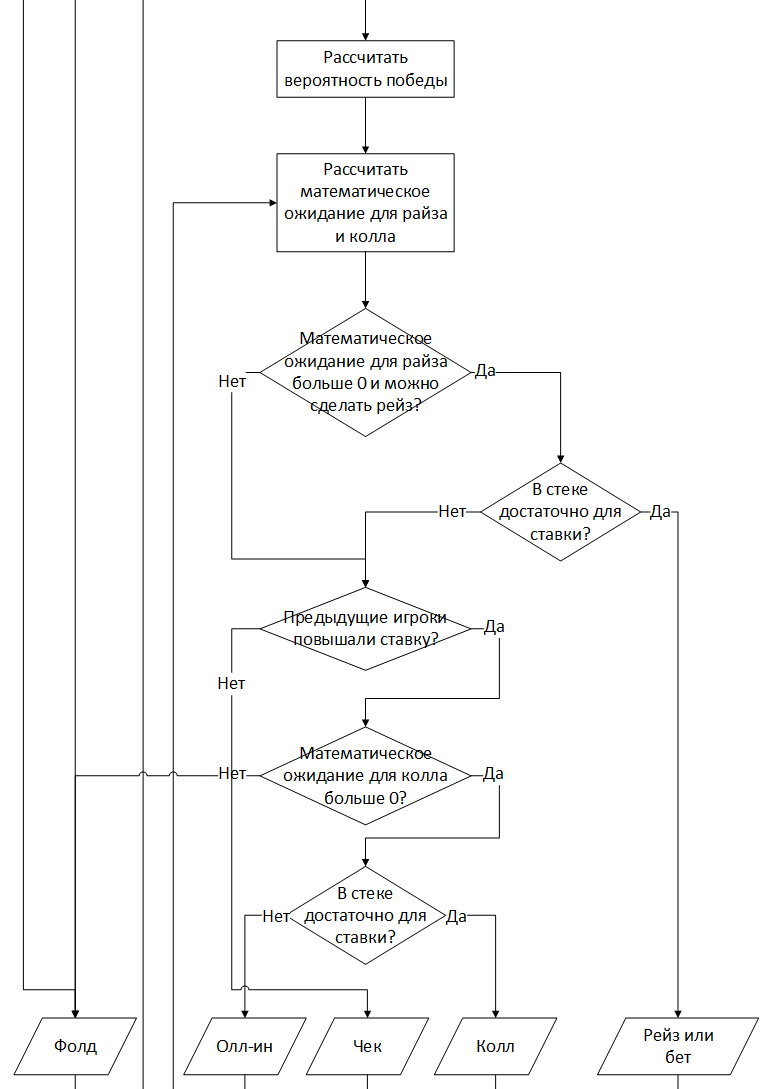 Рассчитать
вероятность победы
Рассчитать
математическое
ожидание для райза
и колла
Математическое
ожидание для райза
больше 0 и можно
сделать рейз?
Нет
Да
В стеке
достаточно для
ставки?
Нет
Да
Предыдущие игроки
повышали ставку?
Да
Нет
Математическое
ожидание для колла
больше 0?
Нет
Да
В стеке
достаточно для
ставки?
Нет
Да
Фолд
Олл-ин
Чек
Колл
Рейз или
бет